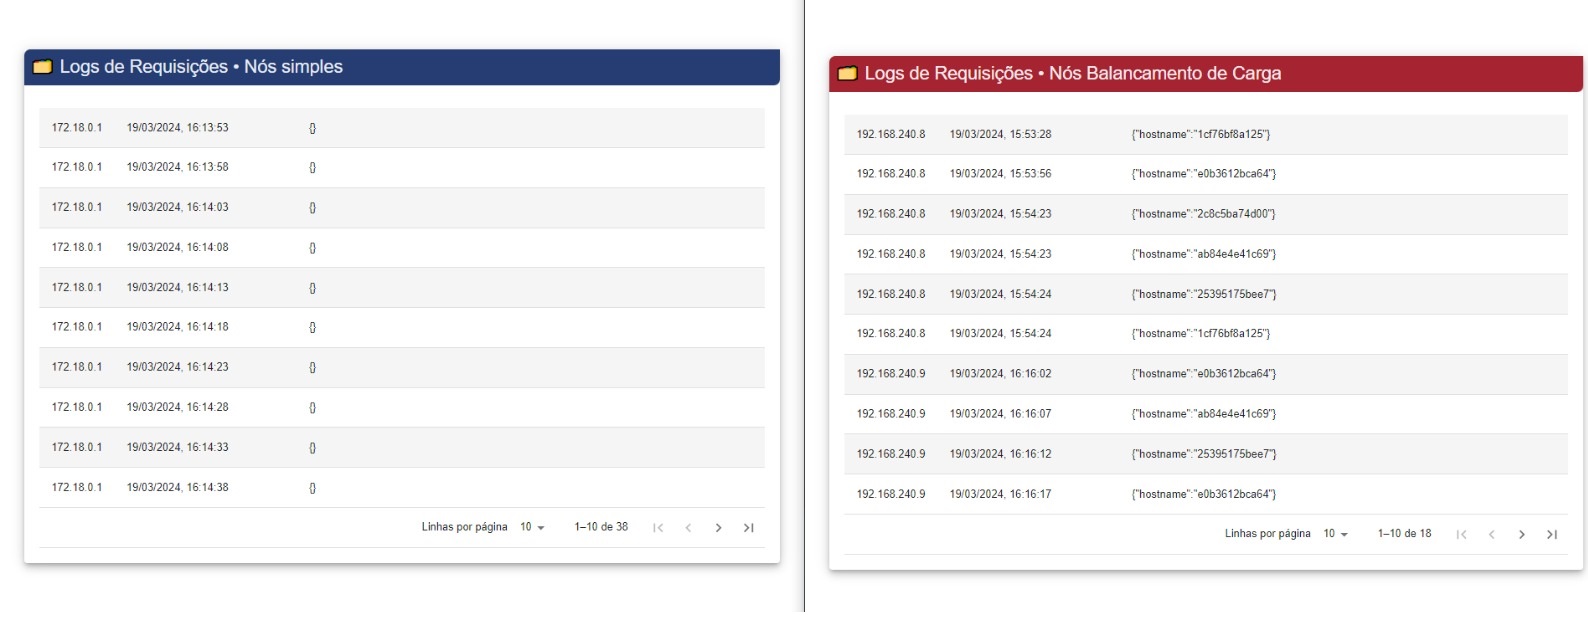 Logs de Requisições • Nós simples
172.18.0.1 19/03/2024, 16:13:53 {}
172.18.0.1 19/03/2024, 16:13:58 {}
172.18.0.1 19/03/2024, 16:14:03 {}
172.18.0.1 19/03/2024, 16:14:08 {}
172.18.0.1 19/03/2024, 16:14:13 {}
172.18.0.1 19/03/2024, 16:14:18 {}
172.18.0.1 19/03/2024, 16:14:23 {}
172.18.0.1 19/03/2024, 16:14:28 {}
172.18.0.1 19/03/2024, 16:14:33 {}
172.18.0.1 19/03/2024, 16:14:38 {}
Linhas por página 10 1–10 de 38
Logs de Requisições • Nós Balancamento de Carga
192.168.240.8 19/03/2024, 15:53:28 {"hostname":"1cf76bf8a125"}
192.168.240.8 19/03/2024, 15:53:56 {"hostname":"e0b3612bca64"}
192.168.240.8 19/03/2024, 15:54:23 {"hostname":"2c8c5ba74d00"}
192.168.240.8 19/03/2024, 15:54:23 {"hostname":"ab84e4e41c69"}
192.168.240.8 19/03/2024, 15:54:24 {"hostname":"25395175bee7"}
192.168.240.8 19/03/2024, 15:54:24 {"hostname":"1cf76bf8a125"}
192.168.240.9 19/03/2024, 16:16:02 {"hostname":"e0b3612bca64"}
192.168.240.9 19/03/2024, 16:16:07 {"hostname":"ab84e4e41c69"}
192.168.240.9 19/03/2024, 16:16:12 {"hostname":"25395175bee7"}
192.168.240.9 19/03/2024, 16:16:17 {"hostname":"e0b3612bca64"}
Linhas por página 10 1–10 de 18